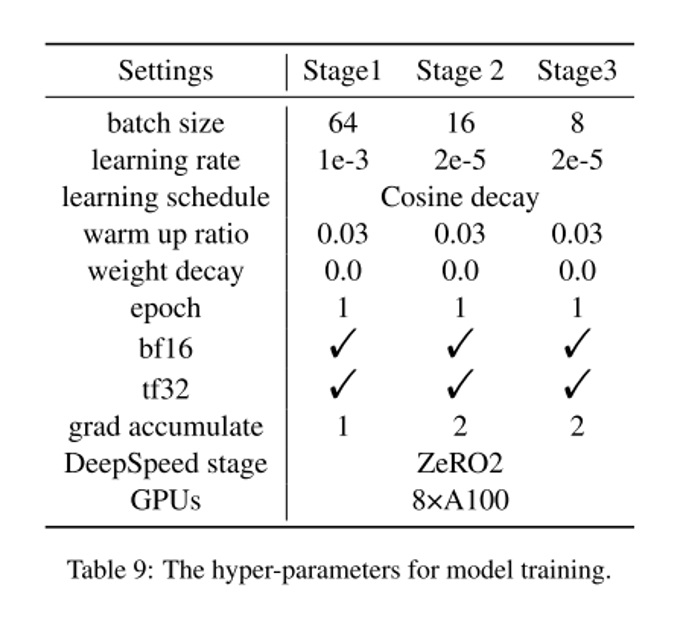 Settings Stage1 Stage 2 Stage3
batch size 64 16 8
learning rate 1e-3 2e-5 2e-5
learning schedule Cosine decay
warm up ratio 0.03 0.03 0.03
weight decay 0.0 0.0 0.0
epoch 1 1 1
bf16 ✓ ✓ ✓
tf32 ✓ ✓ ✓
grad accumulate 1 2 2
DeepSpeed stage ZeRO2
GPUs 8×A100
Table 9: The hyper-parameters for model training.